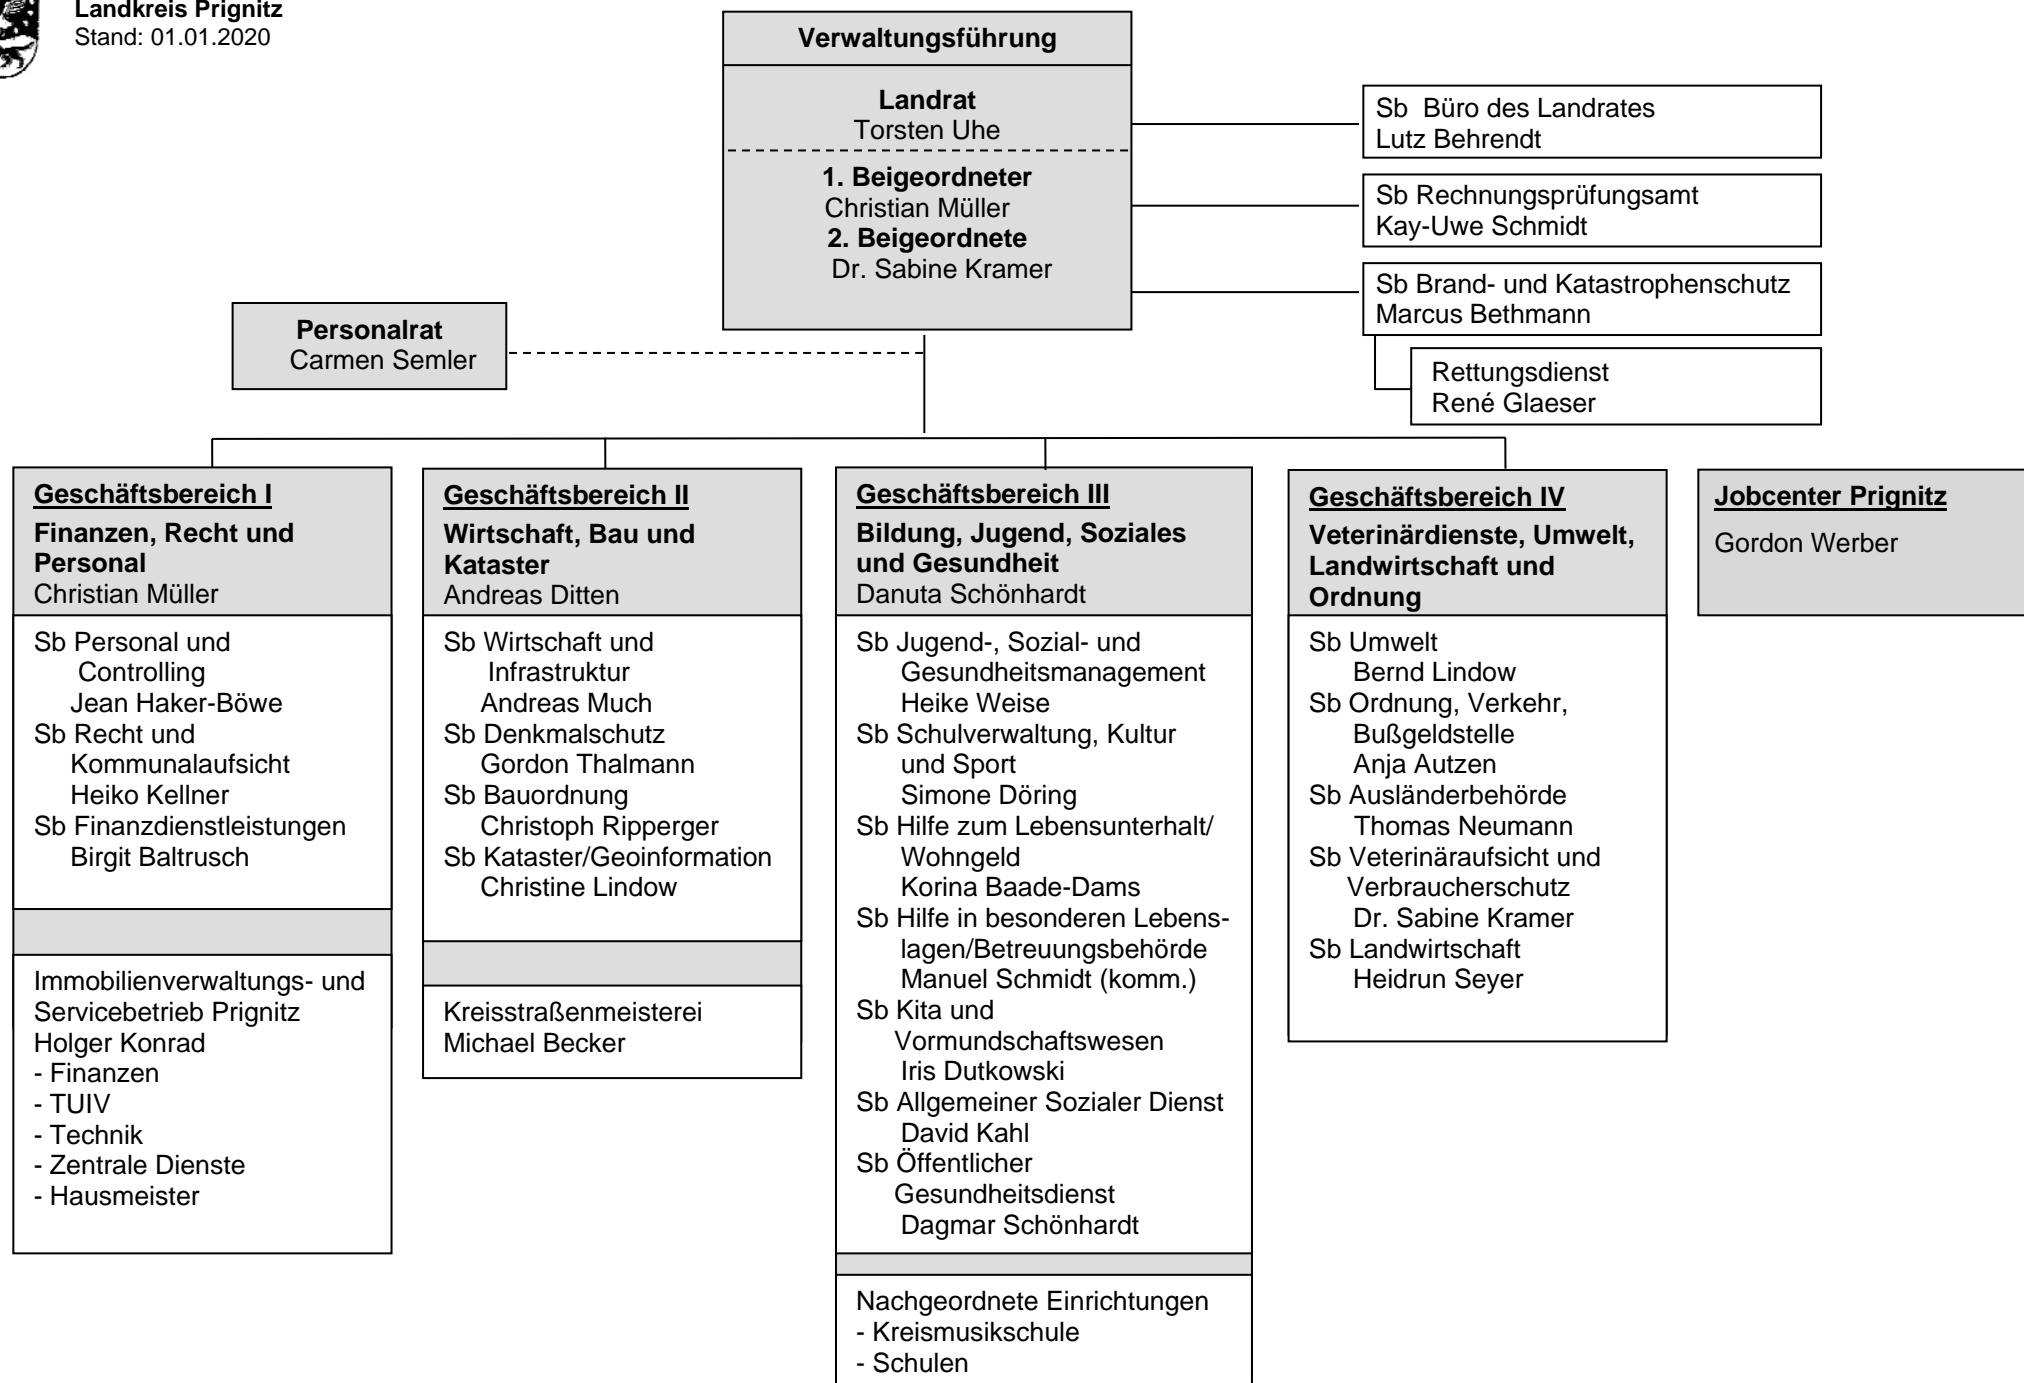 Landkreis Prignitz
Stand: 01.01.2020
Verwaltungsführung
Landrat
Torsten Uhe
1. Beigeordneter
Christian Müller
2. Beigeordnete
Dr. Sabine Kramer
Sb  Büro des Landrates
Lutz Behrendt
Sb Rechnungsprüfungsamt
Kay-Uwe Schmidt
Sb Brand- und Katastrophenschutz
Marcus Bethmann
Rettungsdienst
René Glaeser
Personalrat
Carmen Semler
Geschäftsbereich I
Finanzen, Recht und
Personal
Christian Müller
Sb Personal und
Controlling
Jean Haker-Böwe
Sb Recht und
Kommunalaufsicht
Heiko Kellner
Sb Finanzdienstleistungen
Birgit Baltrusch
Immobilienverwaltungs- und
Servicebetrieb Prignitz
Holger Konrad
- Finanzen
- TUIV
- Technik
- Zentrale Dienste
- Hausmeister
Geschäftsbereich II
Wirtschaft, Bau und
Kataster
Andreas Ditten
Sb Wirtschaft und
Infrastruktur
Andreas Much
Sb Denkmalschutz
Gordon Thalmann
Sb Bauordnung
Christoph Ripperger
Sb Kataster/Geoinformation
Christine Lindow
Kreisstraßenmeisterei
Michael Becker
Geschäftsbereich III
Bildung, Jugend, Soziales
und Gesundheit
Danuta Schönhardt
Sb Jugend-, Sozial- und
Gesundheitsmanagement
Heike Weise
Sb Schulverwaltung, Kultur
und Sport
Simone Döring
Sb Hilfe zum Lebensunterhalt/
Wohngeld
Korina Baade-Dams
Sb Hilfe in besonderen Lebens-
lagen/Betreuungsbehörde
Manuel Schmidt (komm.)
Sb Kita und
Vormundschaftswesen
Iris Dutkowski
Sb Allgemeiner Sozialer Dienst
David Kahl
Sb Öffentlicher
Gesundheitsdienst
Dagmar Schönhardt
Nachgeordnete Einrichtungen
- Kreismusikschule
- Schulen
Geschäftsbereich IV
Veterinärdienste, Umwelt,
Landwirtschaft und
Ordnung
Sb Umwelt
Bernd Lindow
Sb Ordnung, Verkehr,
Bußgeldstelle
Anja Autzen
Sb Ausländerbehörde
Thomas Neumann
Sb Veterinäraufsicht und
Verbraucherschutz
Dr. Sabine Kramer
Sb Landwirtschaft
Heidrun Seyer
Jobcenter Prignitz
Gordon Werber